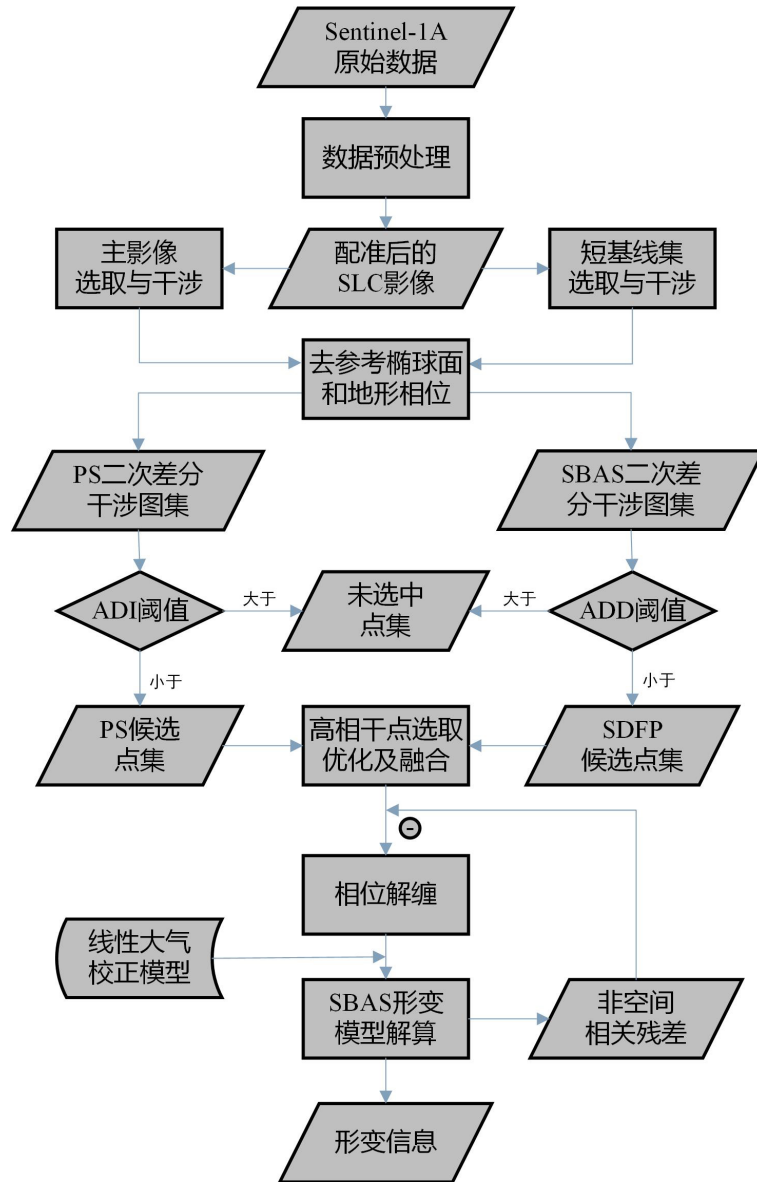 Sentinel-1A
原始数据
数据预处理
主影像
选取与干涉
配准后的
SLC影像
短基线集
选取与干涉
去参考椭球面
和地形相位
PS二次差分
干涉图集
SBAS二次差
分干涉图集
ADI阈值
大于
未选中
点集
大于
ADD阈值
小于
小于
PS候选
点集
高相干点选取
优化及融合
SDFP
候选点集
-
相位解缠
线性大气
校正模型
SBAS形变
模型解算
非空间
相关残差
形变信息